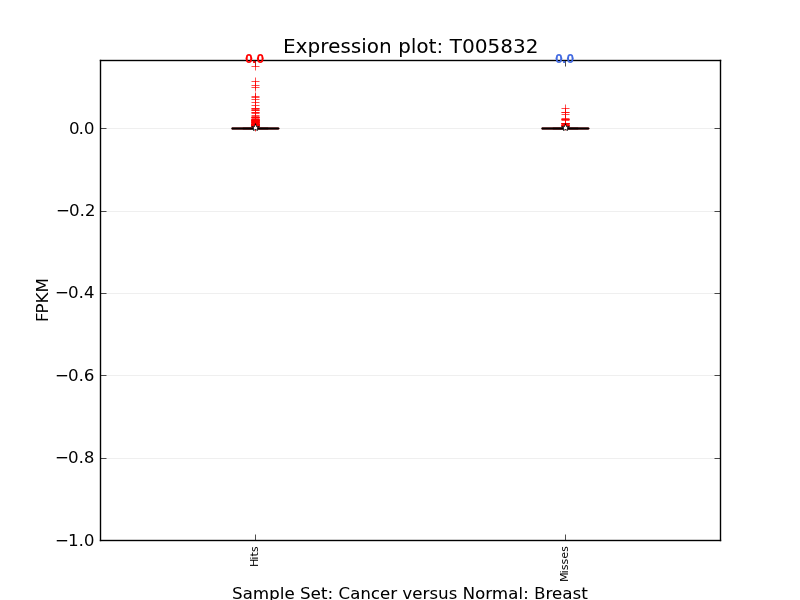 Expression plot: T005832
0.0 0.0
0.0
−0.2
−0.4
−0.6
−0.8
−1.0
FPKM
Hits Misses
Sample Set: Cancer versus Normal: Breast